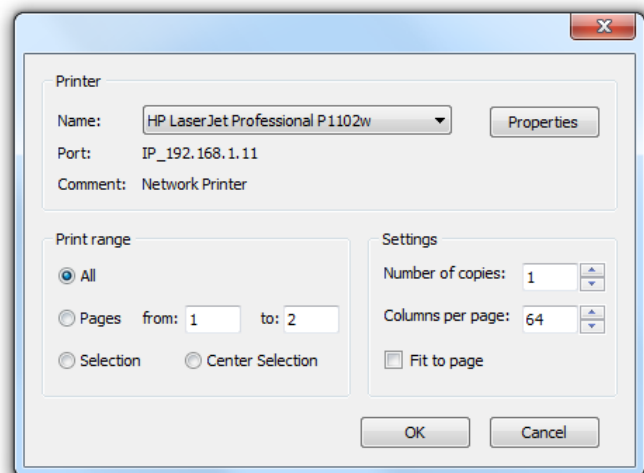 Printer
Name: HP LaserJet Professional P1102w Properties
Port: IP_192.168.1.11
Comment: Network Printer
Print range
All
Pages from: 1 to: 2
Selection Center Selection
Settings
Number of copies: 1
Columns per page: 64
Fit to page
OK Cancel